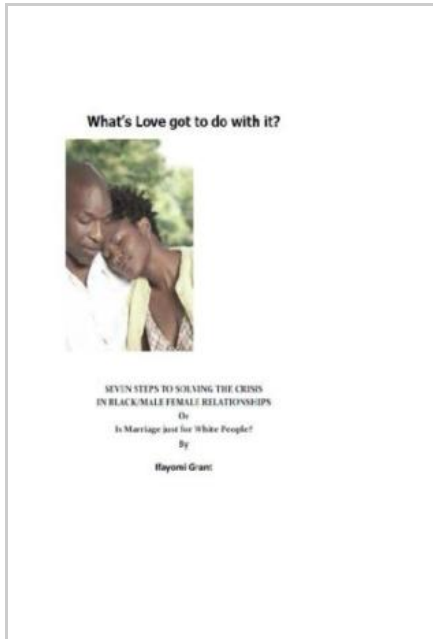 What's Love got to do with it?
SEVEN STEPS TO SOLVING THE CRISIS
IN BLACK/MALE FEMALE RELATIONSHIPS
Or
Is Marriage just for White People?
By
Ifayomi Grant